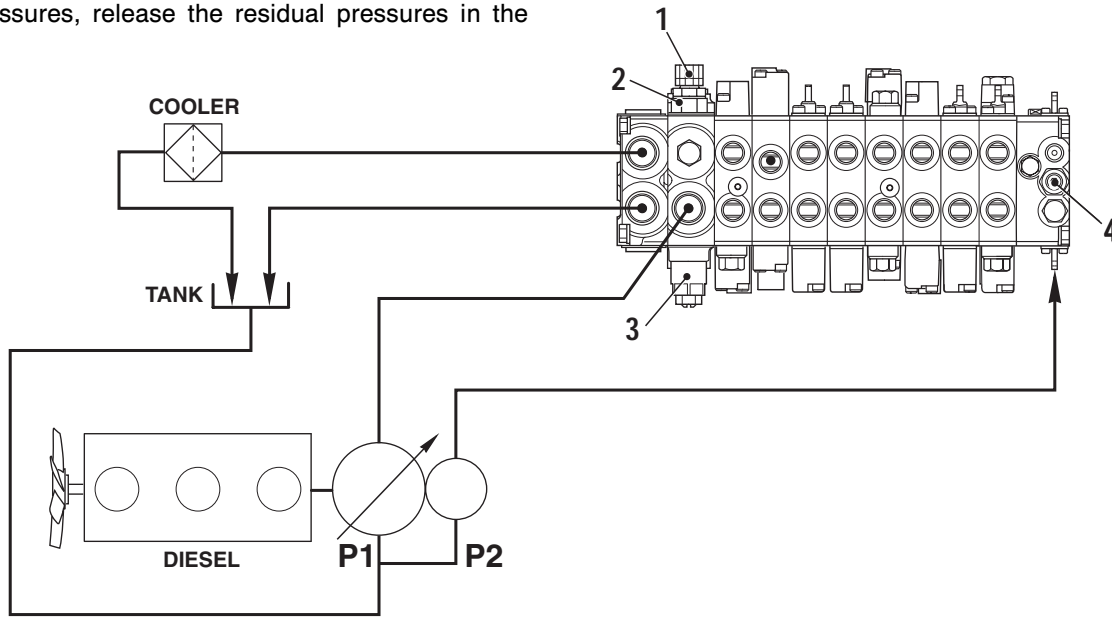 ssures, release the residual pressures in the
1
2
COOLER
4
TANK
3
DIESEL
P1
P2